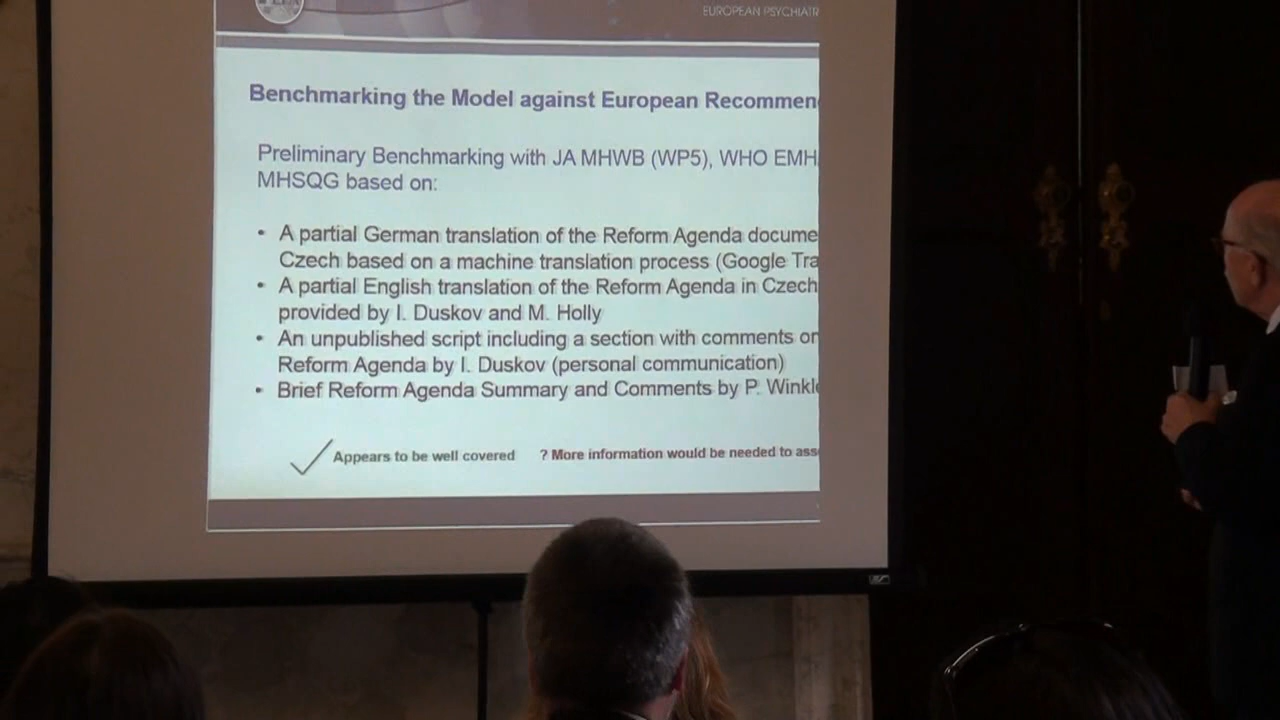 EUROPEAN PSYCHIATR
Benchmarking the Model against European Recommen
Preliminary Benchmarking with JA MHWB (WP5), WHO EMH
MHSQG based on:
• A partial German translation of the Reform Agenda docume
Czech based on a machine translation process (Google Tra
• A partial English translation of the Reform Agenda in Czech
provided by I. Duskov and M. Holly
• An unpublished script including a section with comments on
Reform Agenda by I. Duskov (personal communication)
• Brief Reform Agenda Summary and Comments by P. Winkle
Appears to be well covered ? More information would be needed to ass